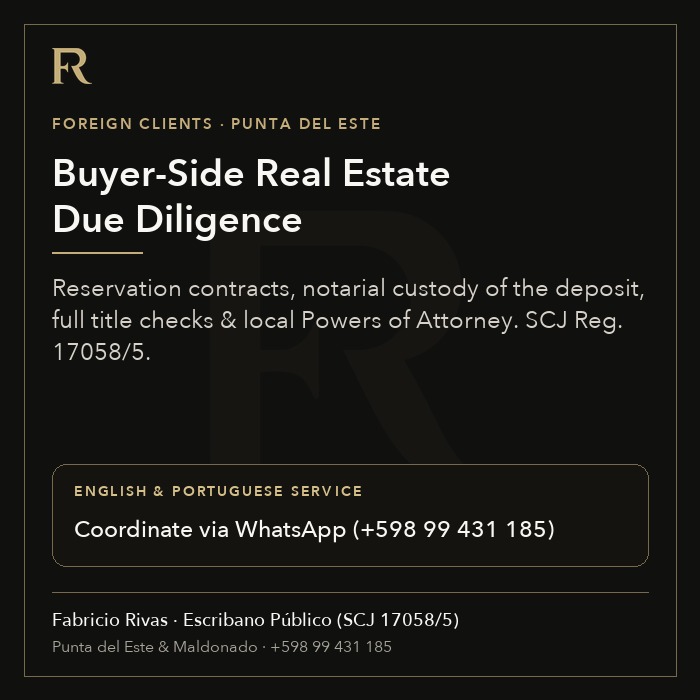 FR
FOREIGN CLIENTS · PUNTA DEL ESTE
Buyer-Side Real Estate
Due Diligence
Reservation contracts, notarial custody of the deposit,
full title checks & local Powers of Attorney. SCJ Reg.
17058/5.
ENGLISH & PORTUGUESE SERVICE
Coordinate via WhatsApp (+598 99 431 185)
Fabricio Rivas · Escribano Público (SCJ 17058/5)
Punta del Este & Maldonado · +598 99 431 185